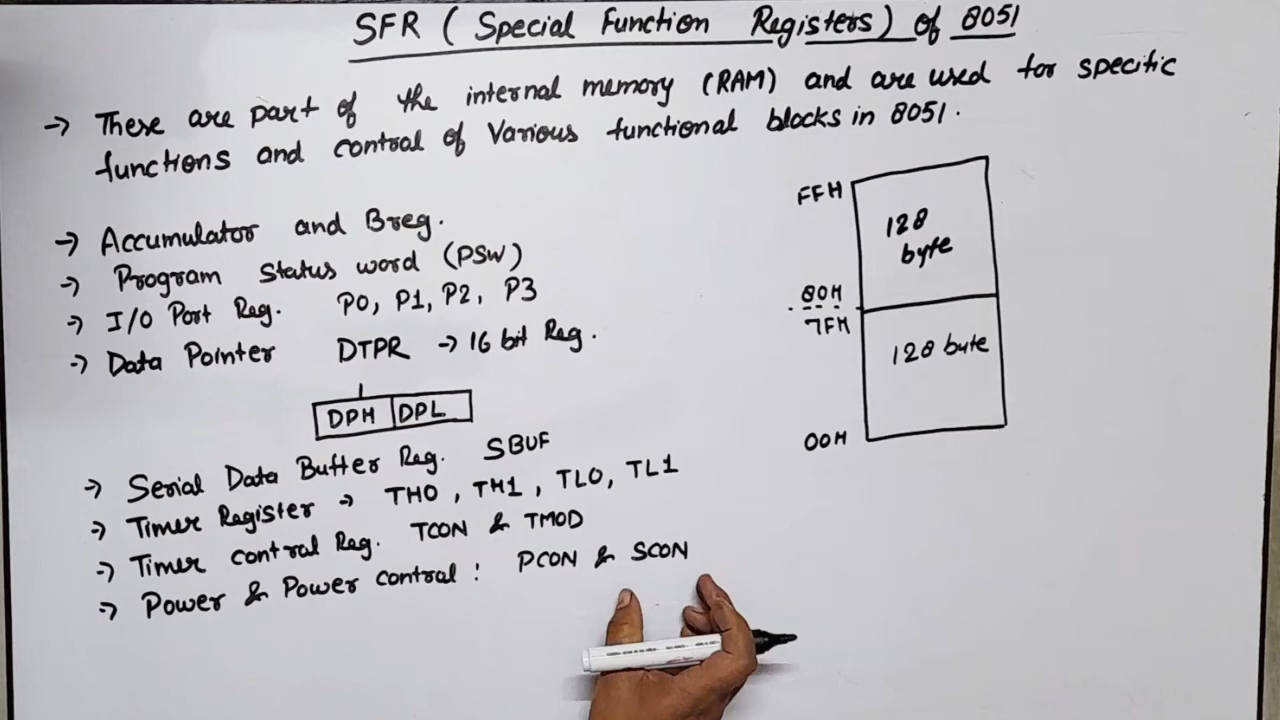 SFR ( Special Function Registers ) of 8051
→ These are part of the internal memory (RAM) and are used for specific
functions and control of Various functional blocks in 8051.
→ Accumulator and B reg.
→ Program Status word (PSW)
→ I/O Port Reg. P0, P1, P2, P3
→ Data Pointer DTPR → 16 bit Reg.
DPH DPL
→ Serial Data Buffer Reg. SBUF
→ Timer Register → TH0, TH1, TL0, TL1
→ Timer control Reg. TCON & TMOD
→ Power & Power control : PCON & SCON
FFH
128
byte
80H
7FH
128 byte
00H